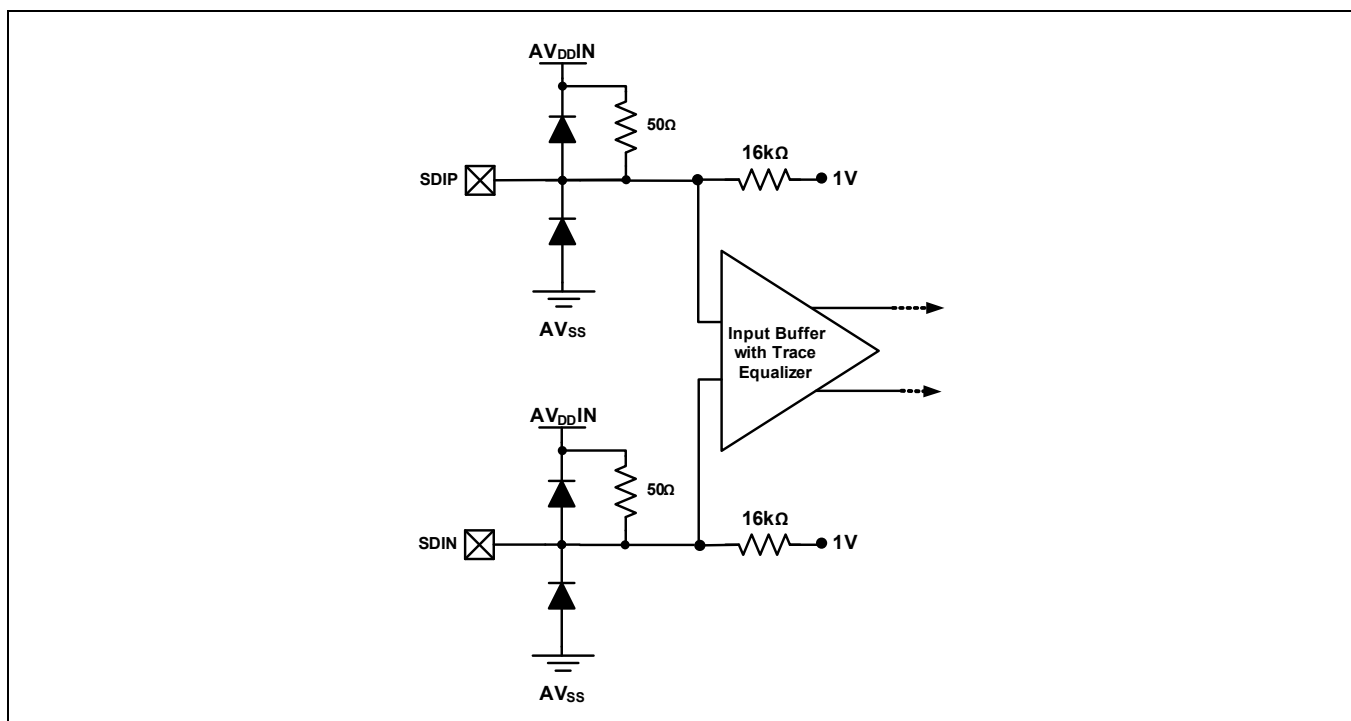 AVDDIN
50Ω
16kΩ
SDIP
1V
AVSS
Input Buffer
with Trace
Equalizer
AVDDIN
50Ω
16kΩ
SDIN
1V
AVSS